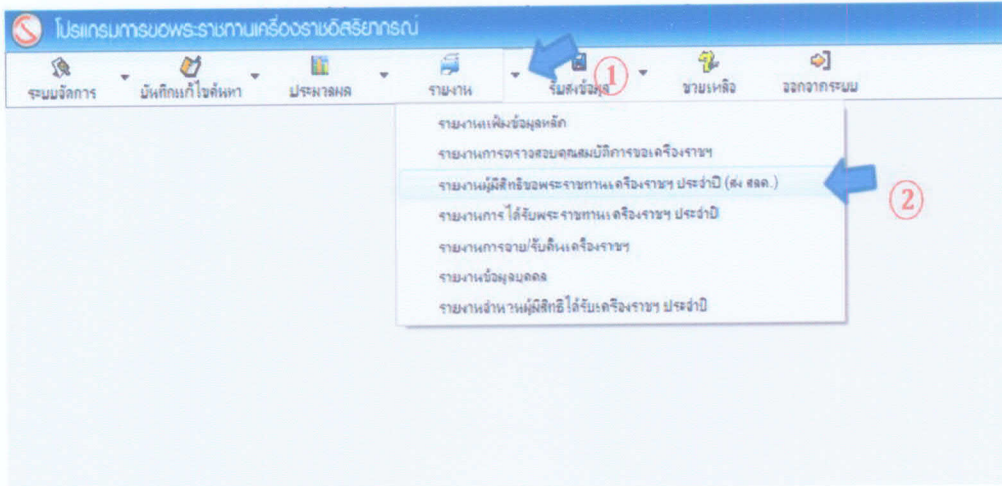 โปรแกรมการขอพระราชทานเครื่องราชอิสริยาภรณ์
ระบบจัดการ บันทึกแก้ไขค้นหา ประมวลผล รายงาน รับส่งข้อมูล ช่วยเหลือ ออกจากระบบ
1
รายงานแฟ้มข้อมูลหลัก
รายงานการตรวจสอบคุณสมบัติการขอเครื่องราชฯ
รายงานผู้มีสิทธิขอพระราชทานเครื่องราชฯ ประจำปี (ส่ง สลค.)
2
รายงานการได้รับพระราชทานเครื่องราชฯ ประจำปี
รายงานการจ่าย/รับคืนเครื่องราชฯ
รายงานข้อมูลบุคคล
รายงานจำนวนผู้มีสิทธิได้รับเครื่องราชฯ ประจำปี